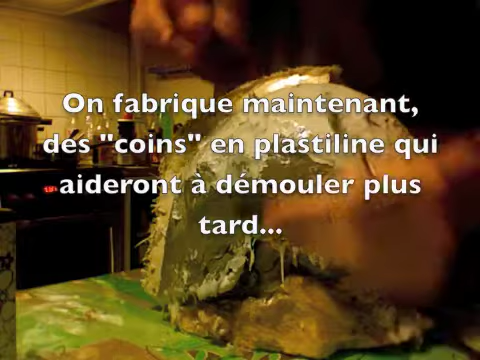 On fabrique maintenant,
des "coins" en plastiline qui
aideront à démouler plus
tard...